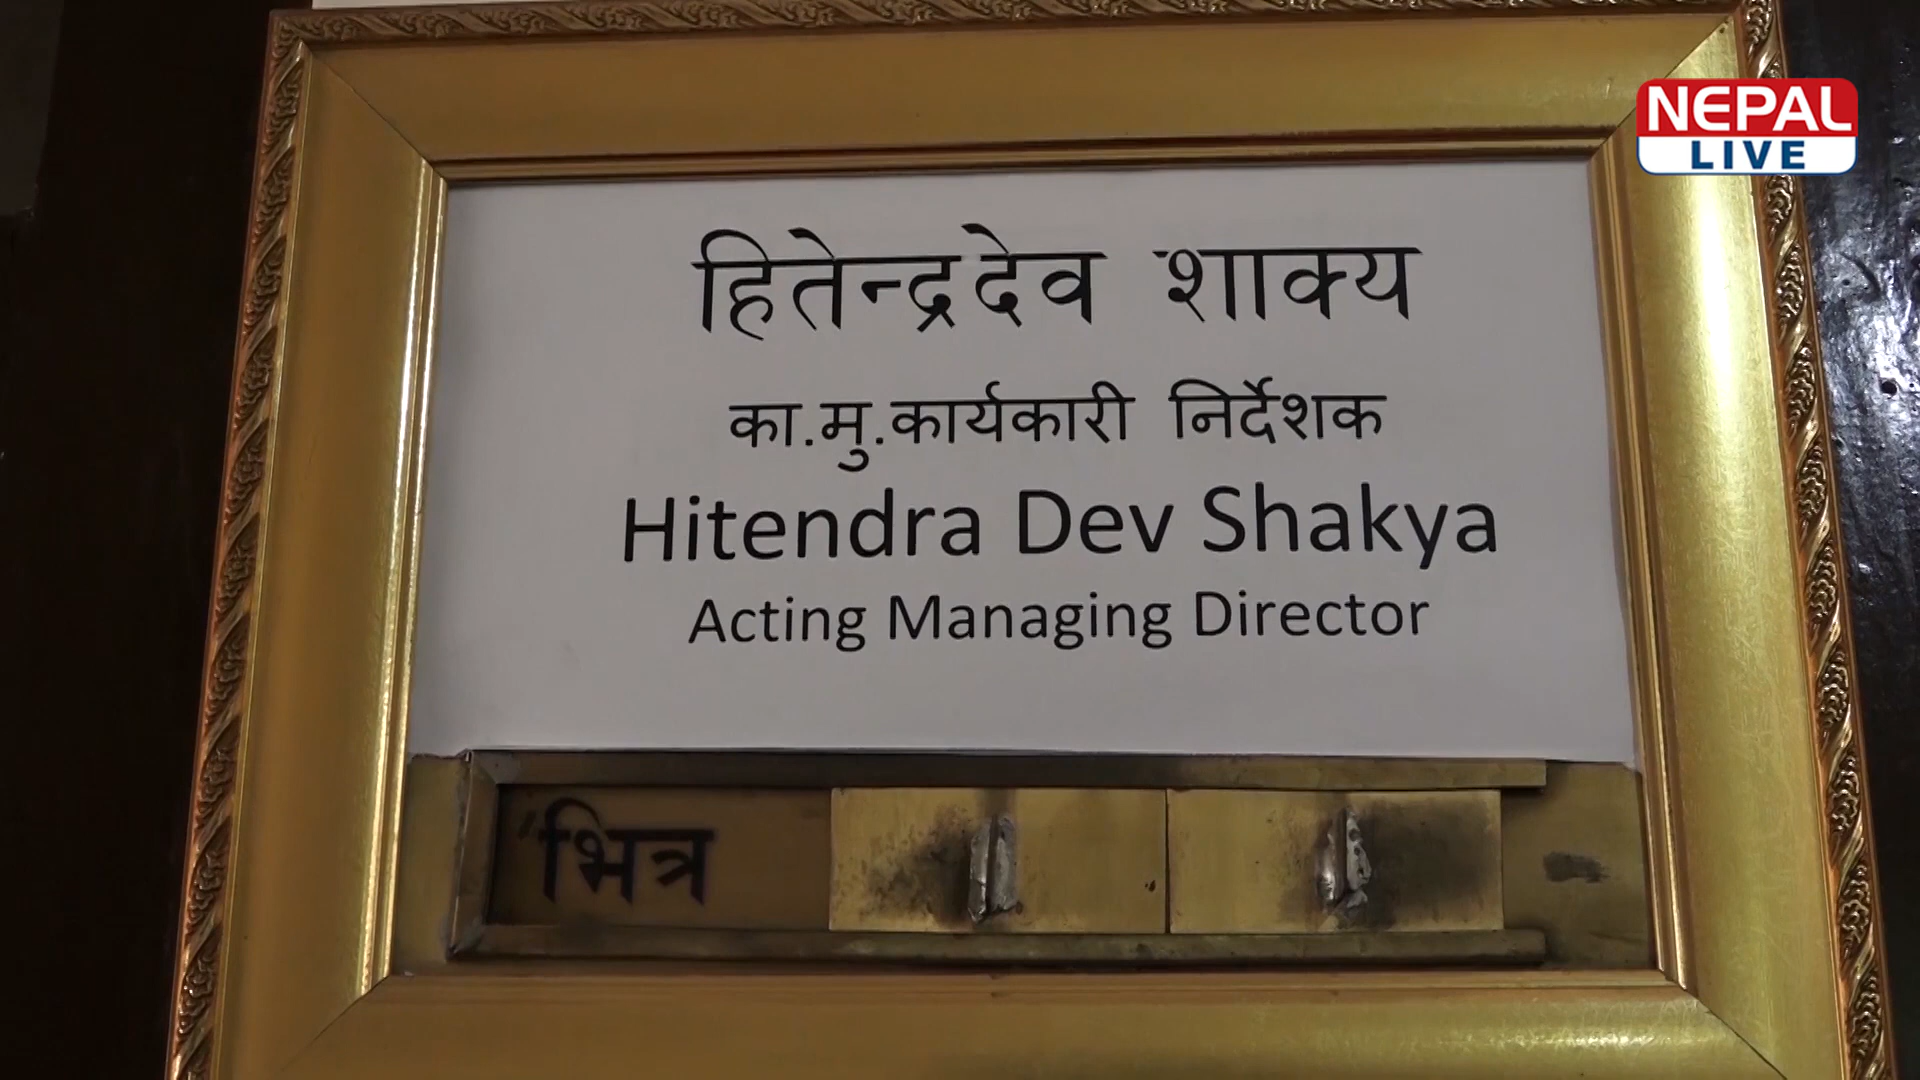 NEPAL
LIVE
हितेन्द्रदेव शाक्य
का.मु.कार्यकारी निर्देशक
Hitendra Dev Shakya
Acting Managing Director
भित्र